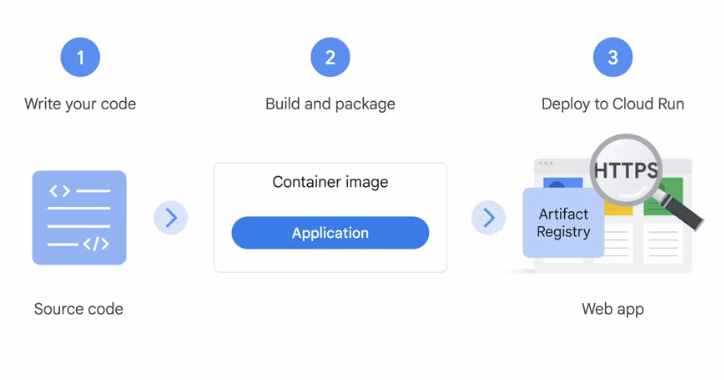 1
Write your code
2
Build and package
3
Deploy to Cloud Run
< >
</>
Source code
Container image
Application
HTTPS
Artifact
Registry
Web app